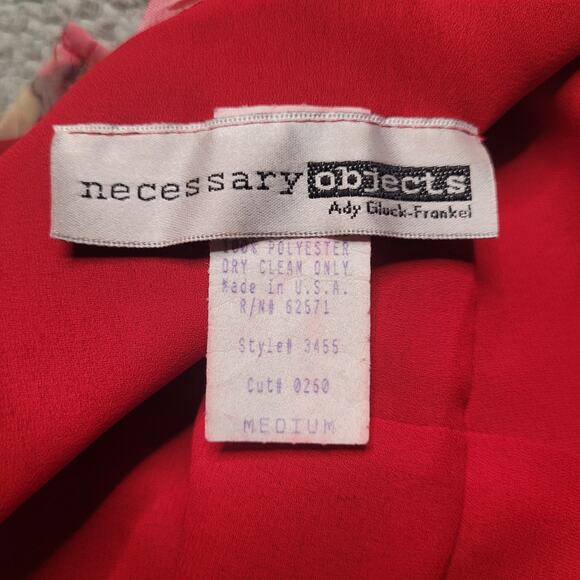 necessary objects
Ady Gluck-Frankel
100% POLYESTER
DRY CLEAN ONLY
Made in U.S.A.
R/N# 62571
Style# 3455
Cut# 0260
MEDIUM